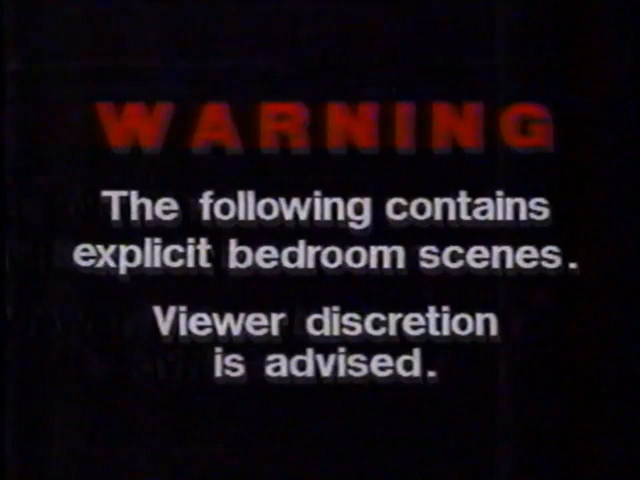 WARNING
The following contains
explicit bedroom scenes.
Viewer discretion
is advised.